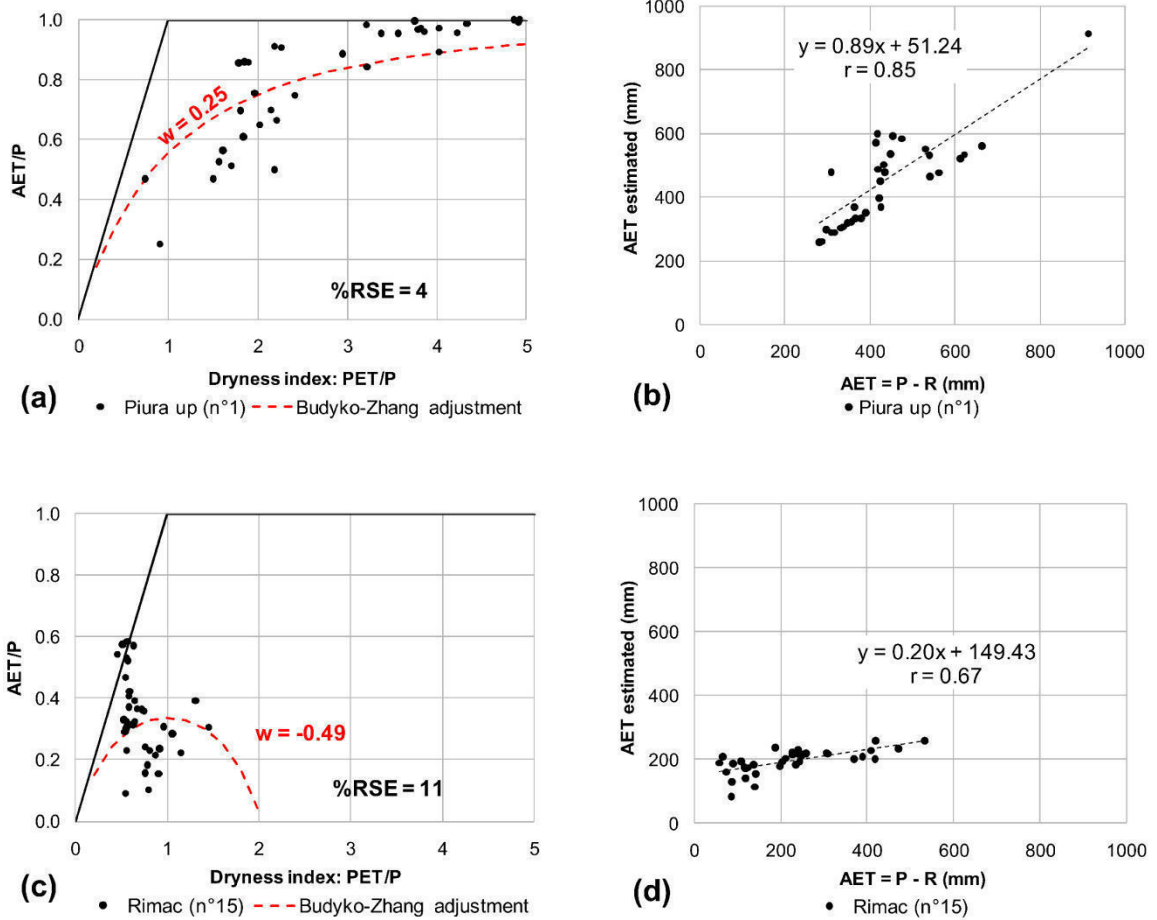 1.0
0.8
0.6
0.4
0.2
0.0
AET/P
w = 0.25
%RSE = 4
0 1 2 3 4 5
Dryness index: PET/P
(a)
Piura up (n°1) Budyko-Zhang adjustment
1000
800
600
400
200
0
AET estimated (mm)
y = 0.89x + 51.24
r = 0.85
0 200 400 600 800 1000
AET = P - R (mm)
(b)
Piura up (n°1)
1.0
0.8
0.6
0.4
0.2
0.0
AET/P
w = -0.49
%RSE = 11
0 1 2 3 4 5
Dryness index: PET/P
(c)
Rimac (n°15) Budyko-Zhang adjustment
1000
800
600
400
200
0
AET estimated (mm)
y = 0.20x + 149.43
r = 0.67
0 200 400 600 800 1000
AET = P - R (mm)
(d)
Rimac (n°15)